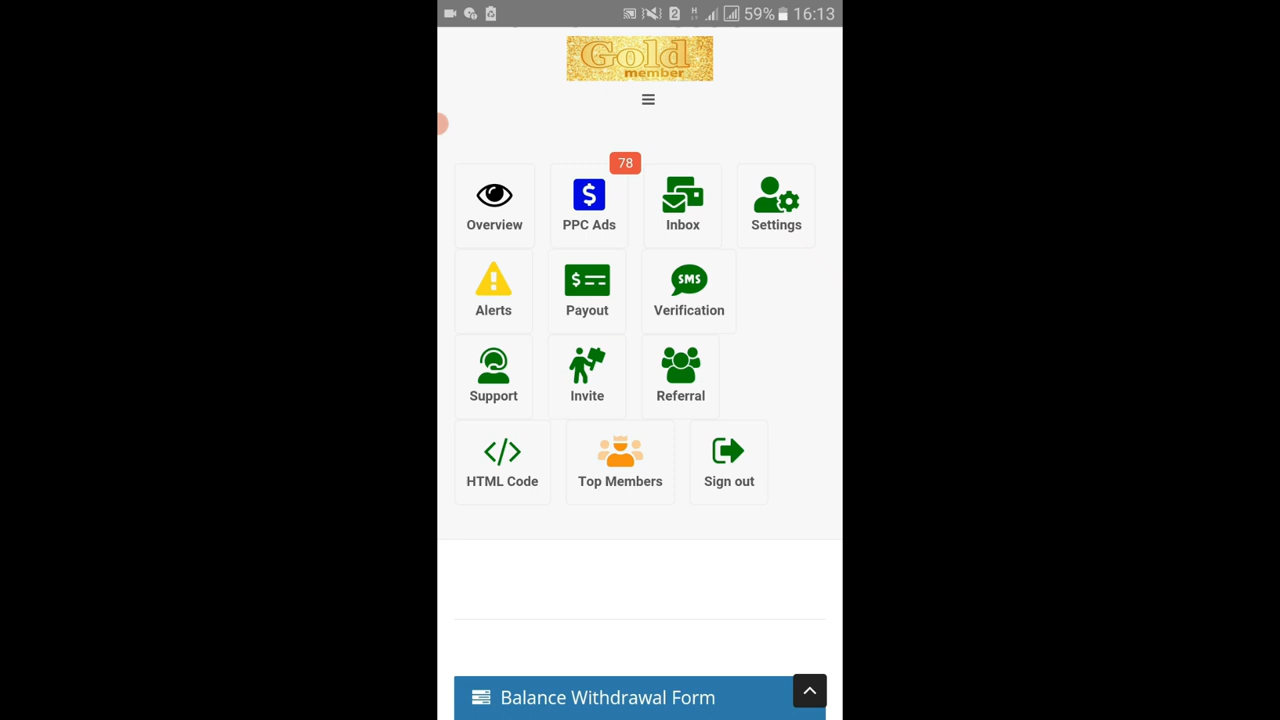 59% 16:13
Gold
member
78
Overview PPC Ads Inbox Settings
SMS
Alerts Payout Verification
Support Invite Referral
HTML Code Top Members Sign out
Balance Withdrawal Form